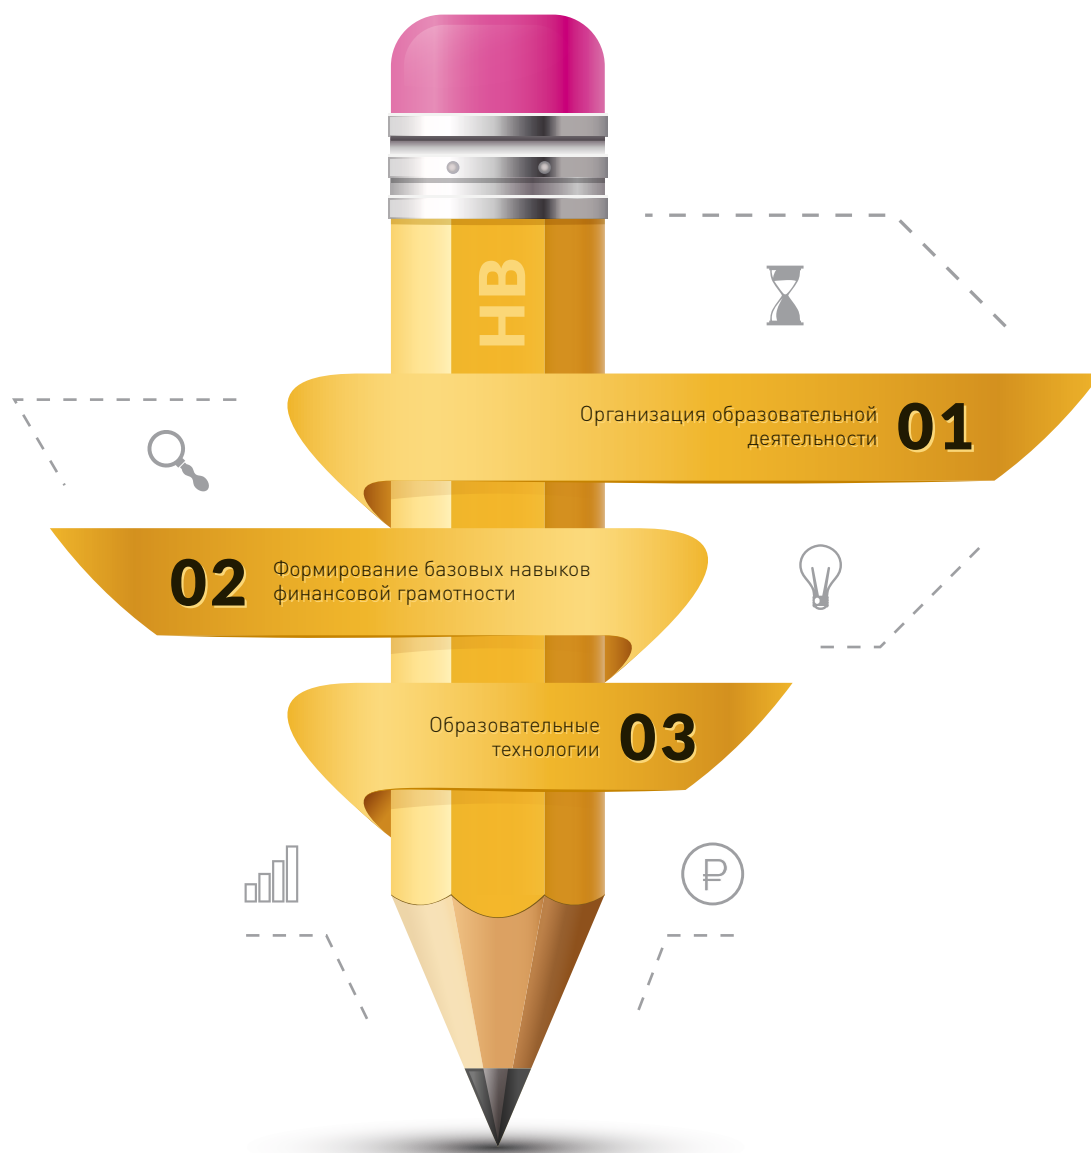 HB
Организация образовательной
деятельности
01
02
Формирование базовых навыков
финансовой грамотности
Образовательные
технологии
03